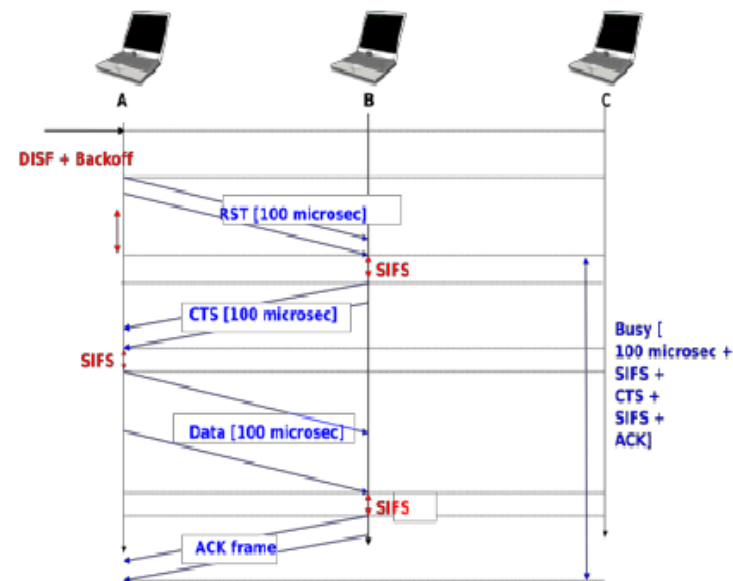 A
B
C
DISF + Backoff
RST [100 microsec]
SIFS
CTS [100 microsec]
SIFS
Busy [
100 microsec +
SIFS +
CTS +
SIFS +
ACK]
Data [100 microsec]
SIFS
ACK frame